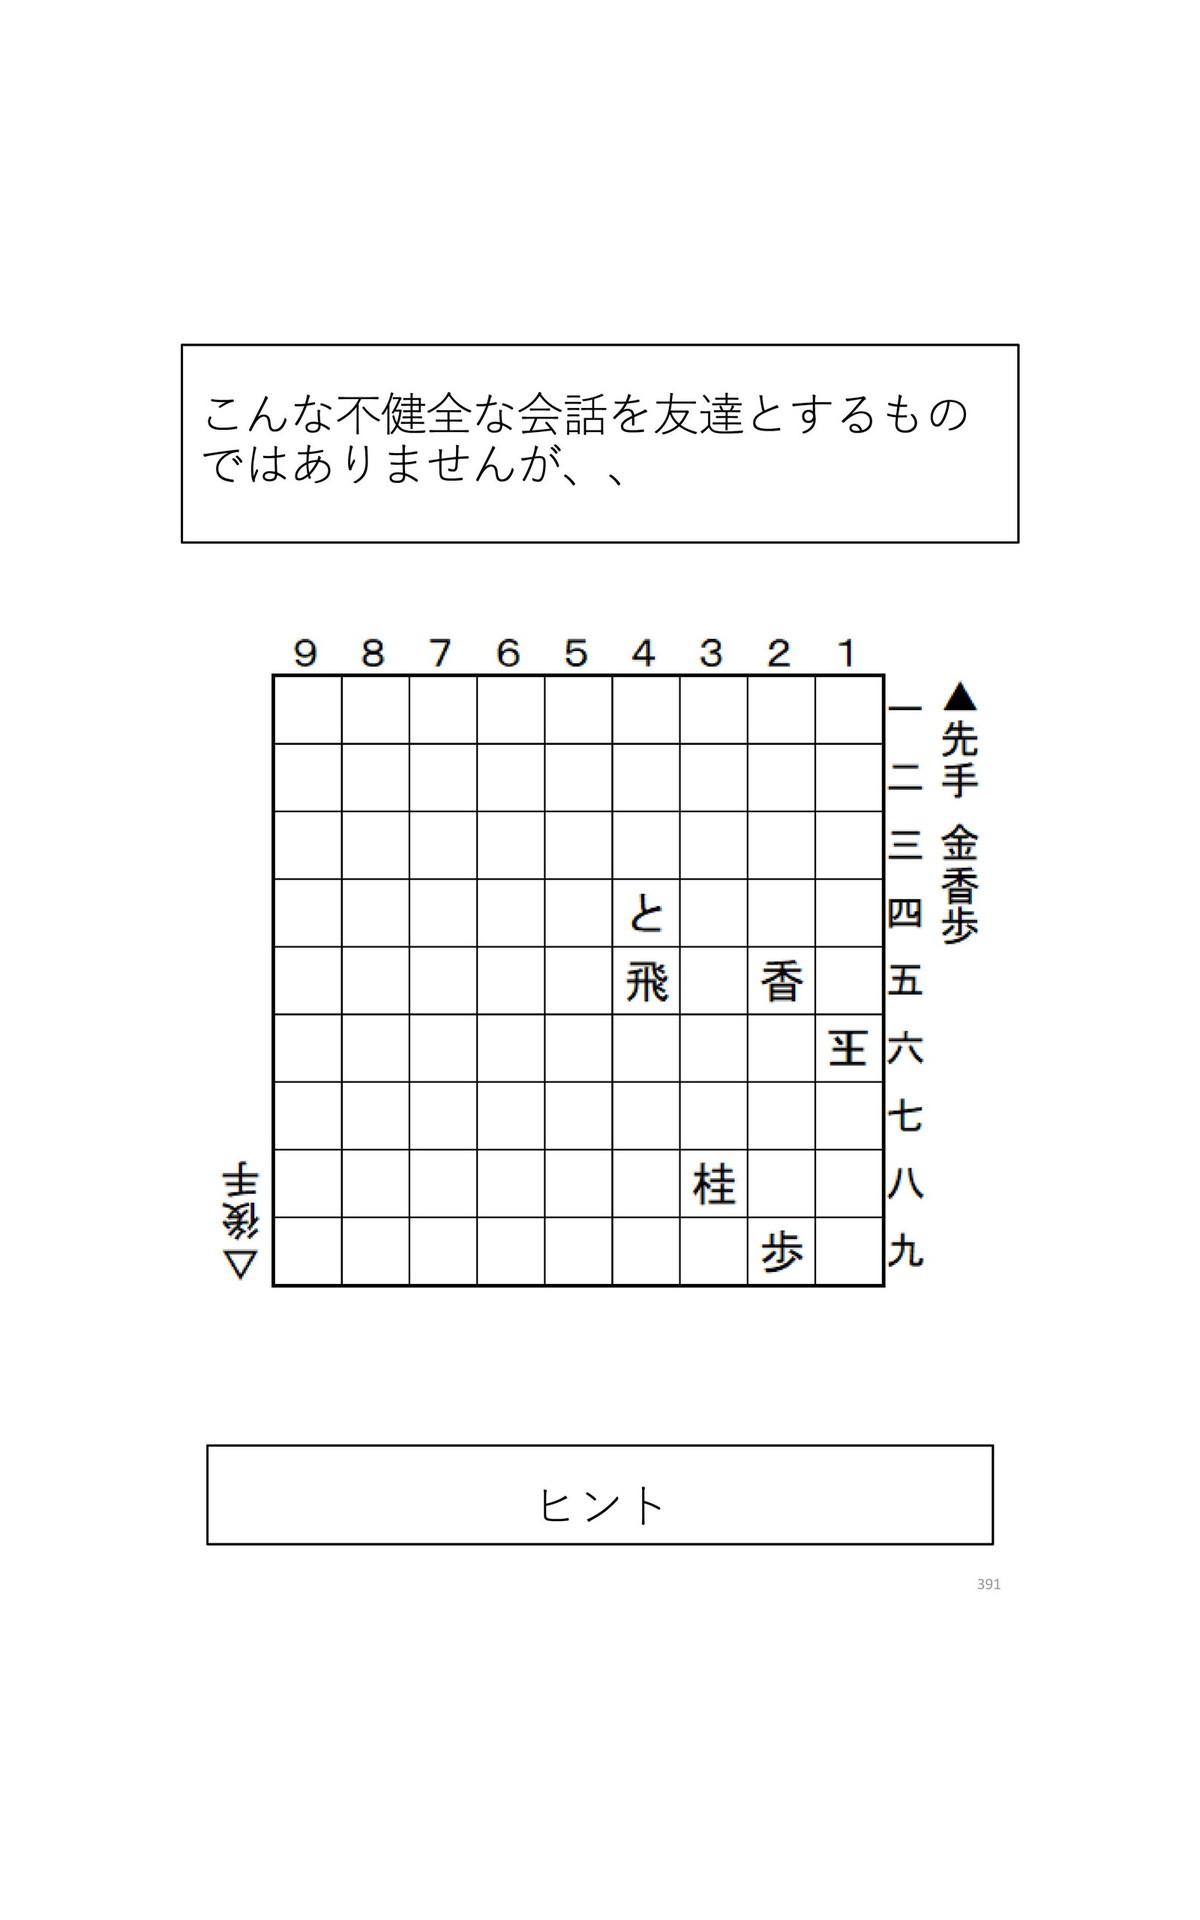 こんな不健全な会話を友達とするもの
ではありませんが、、
9 8 7 6 5 4 3 2 1
一
二
三
四
五
六
七
八
九
▲先手 金香歩
と
飛 香
王
桂
歩
△後手
ヒント
391